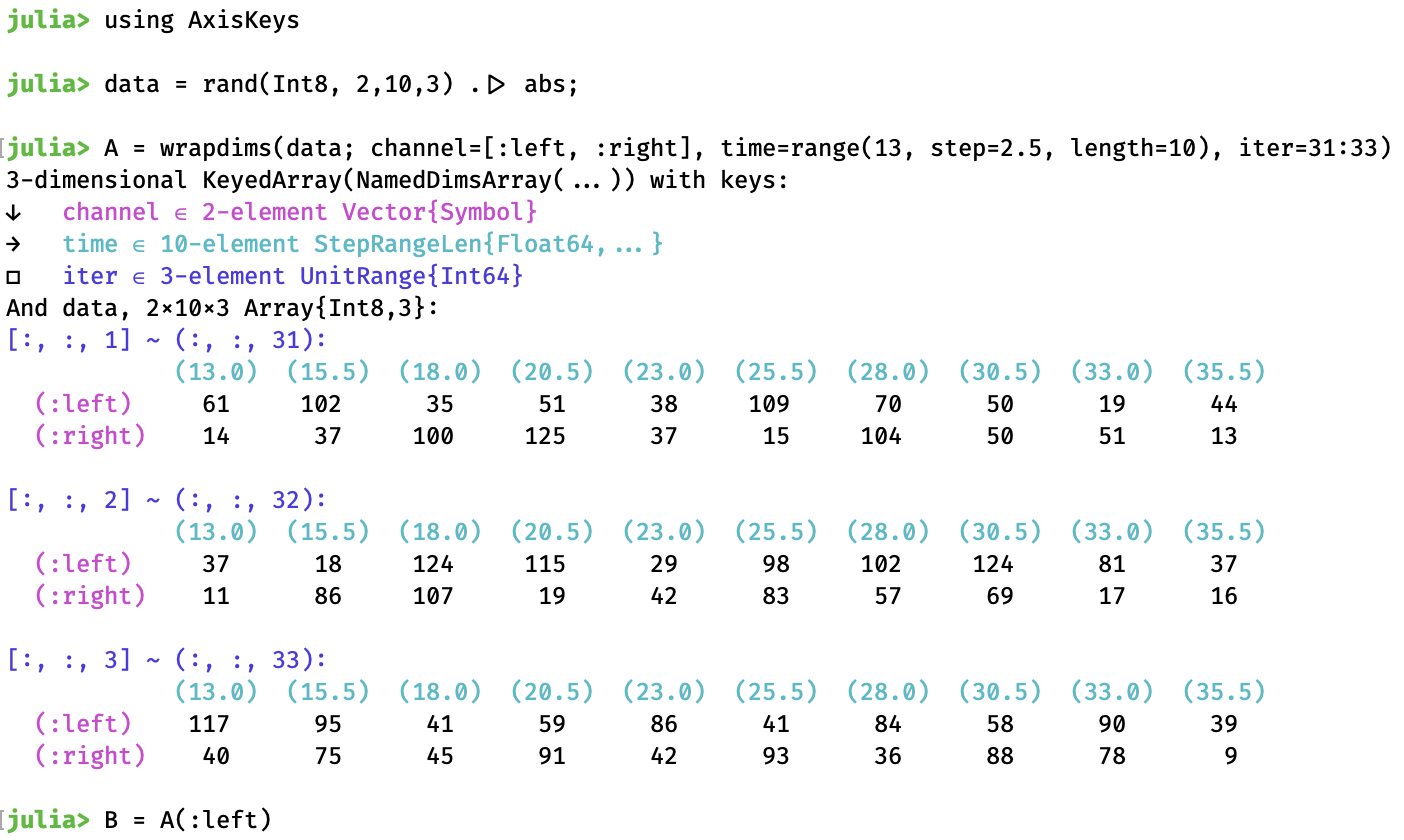 julia> using AxisKeys
julia> data = rand(Int8, 2,10,3) .|> abs;
julia> A = wrapdims(data; channel=[:left, :right], time=range(13, step=2.5, length=10), iter=31:33)
3-dimensional KeyedArray(NamedDimsArray(...)) with keys:
↓   channel ∈ 2-element Vector{Symbol}
→   time ∈ 10-element StepRangeLen{Float64,...}
□   iter ∈ 3-element UnitRange{Int64}
And data, 2×10×3 Array{Int8,3}:
[:, :, 1] ~ (:, :, 31):
(13.0) (15.5) (18.0) (20.5) (23.0) (25.5) (28.0) (30.5) (33.0) (35.5)
(:left) 61 102 35 51 38 109 70 50 19 44
(:right) 14 37 100 125 37 15 104 50 51 13
[:, :, 2] ~ (:, :, 32):
(13.0) (15.5) (18.0) (20.5) (23.0) (25.5) (28.0) (30.5) (33.0) (35.5)
(:left) 37 18 124 115 29 98 102 124 81 37
(:right) 11 86 107 19 42 83 57 69 17 16
[:, :, 3] ~ (:, :, 33):
(13.0) (15.5) (18.0) (20.5) (23.0) (25.5) (28.0) (30.5) (33.0) (35.5)
(:left) 117 95 41 59 86 41 84 58 90 39
(:right) 40 75 45 91 42 93 36 88 78 9
julia> B = A(:left)